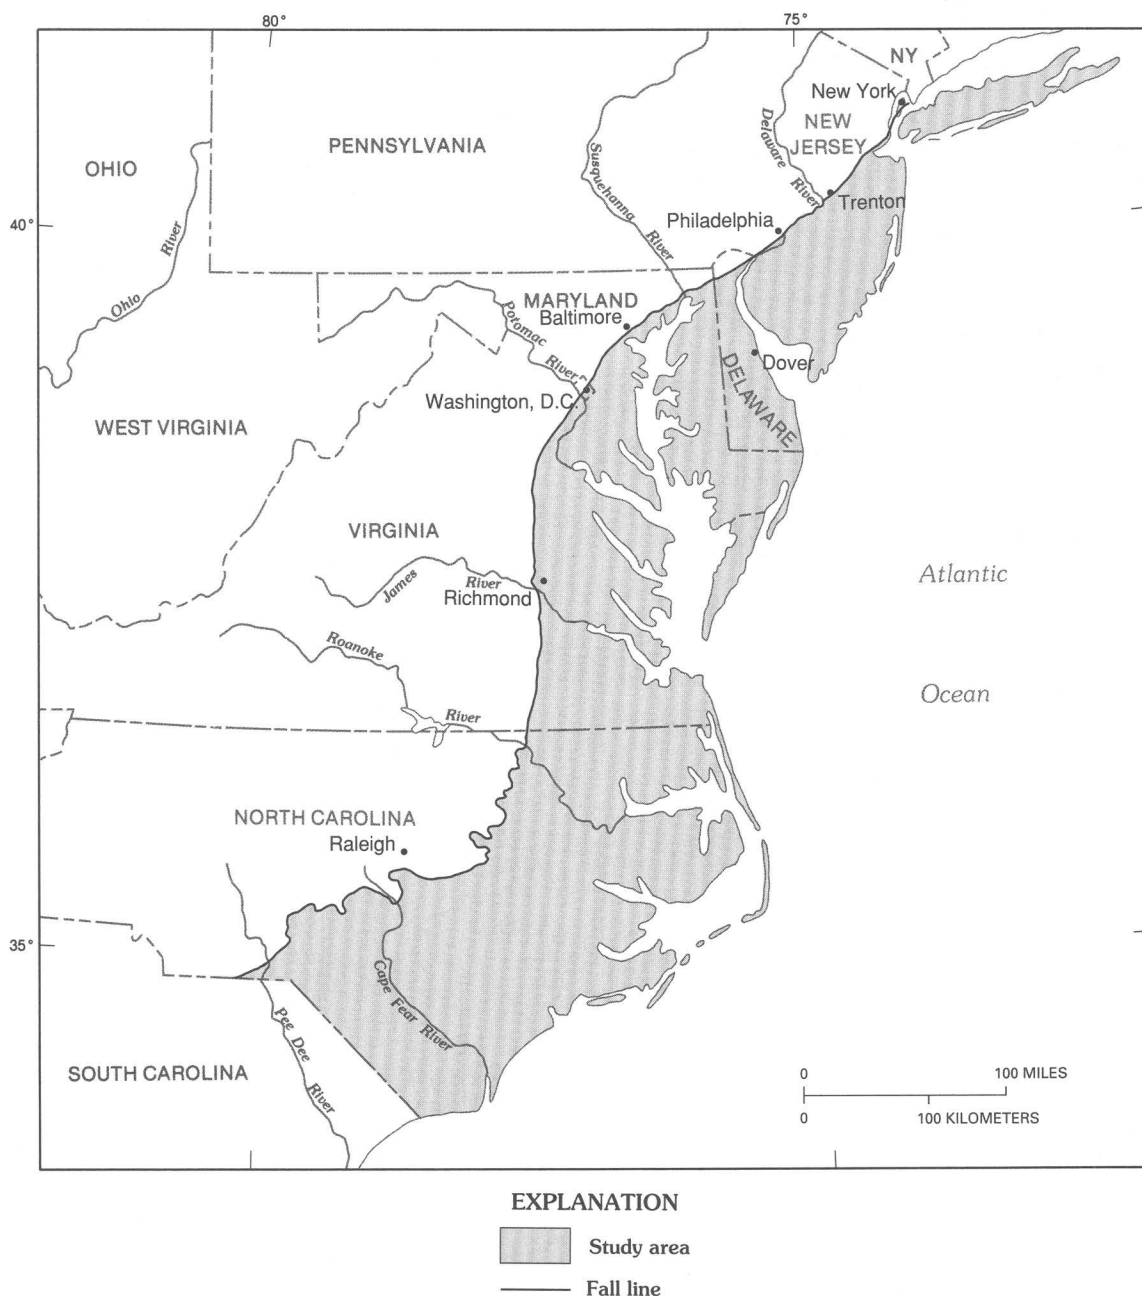 80°
75°
NY
New York
NEW
JERSEY
Delaware River
PENNSYLVANIA
OHIO
Susquehanna River
Trenton
Philadelphia
40°
Ohio River
MARYLAND
Baltimore
Potomac River
Dover
DELAWARE
Washington, D.C.
WEST VIRGINIA
VIRGINIA
James River
Richmond
Atlantic
Ocean
Roanoke River
NORTH CAROLINA
Raleigh
35°
Cape Fear River
Pee Dee River
SOUTH CAROLINA
0 100 MILES
0 100 KILOMETERS
EXPLANATION
Study area
Fall line